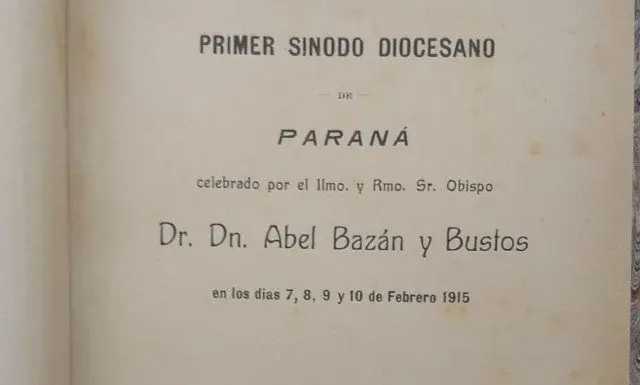 PRIMER SINODO DIOCESANO
— DE —
PARANÁ
celebrado por el Ilmo. y Rmo. Sr. Obispo
Dr. Dn. Abel Bazán y Bustos
en los dias 7, 8, 9 y 10 de Febrero 1915